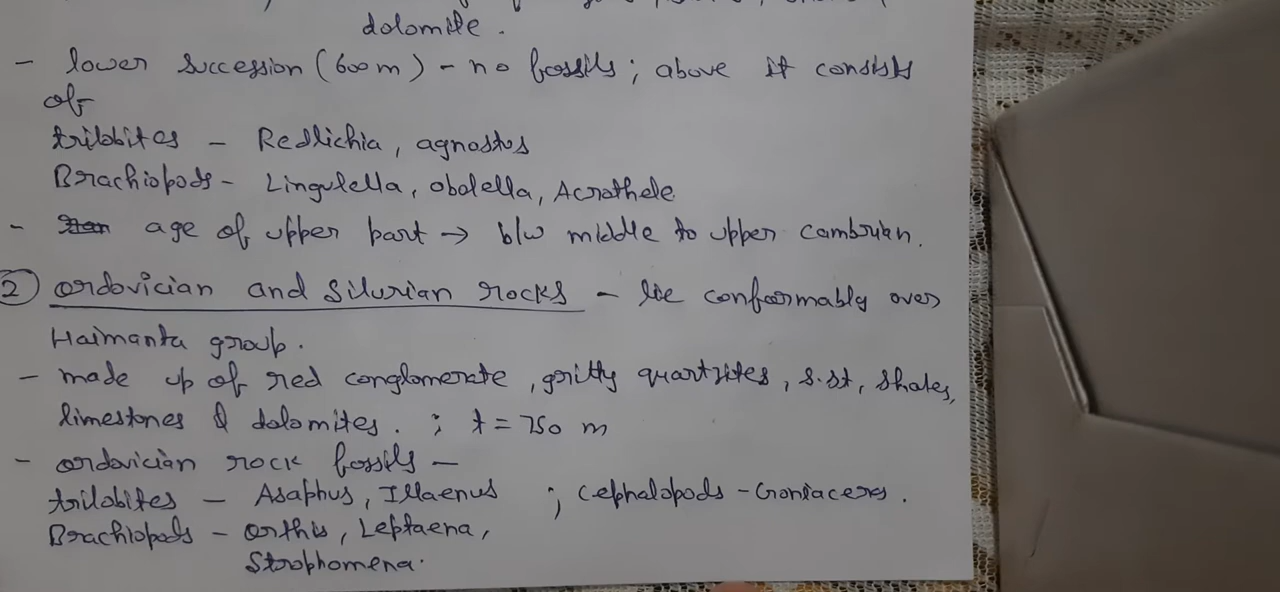 dolomite.
- lower succession (600m) - no fossils; above it consists
of
trilobites - Redlichia, agnostos
Brachiopods - Lingulella, obolella, Acrothele
- age of upper part → b/w middle to upper cambrian.
2 ordovician and silurian rocks - lie conformably over
Haimanta group.
- made up of red conglomerate, gritty quartzites, s.st, shales,
limestones & dolomites. ; t = 750 m
- ordovician rock fossils -
trilobites - Asaphus, Illaenus ; cephalopods - Goniaceras.
Brachiopods - orthis, Leptaena,
Strophomena.